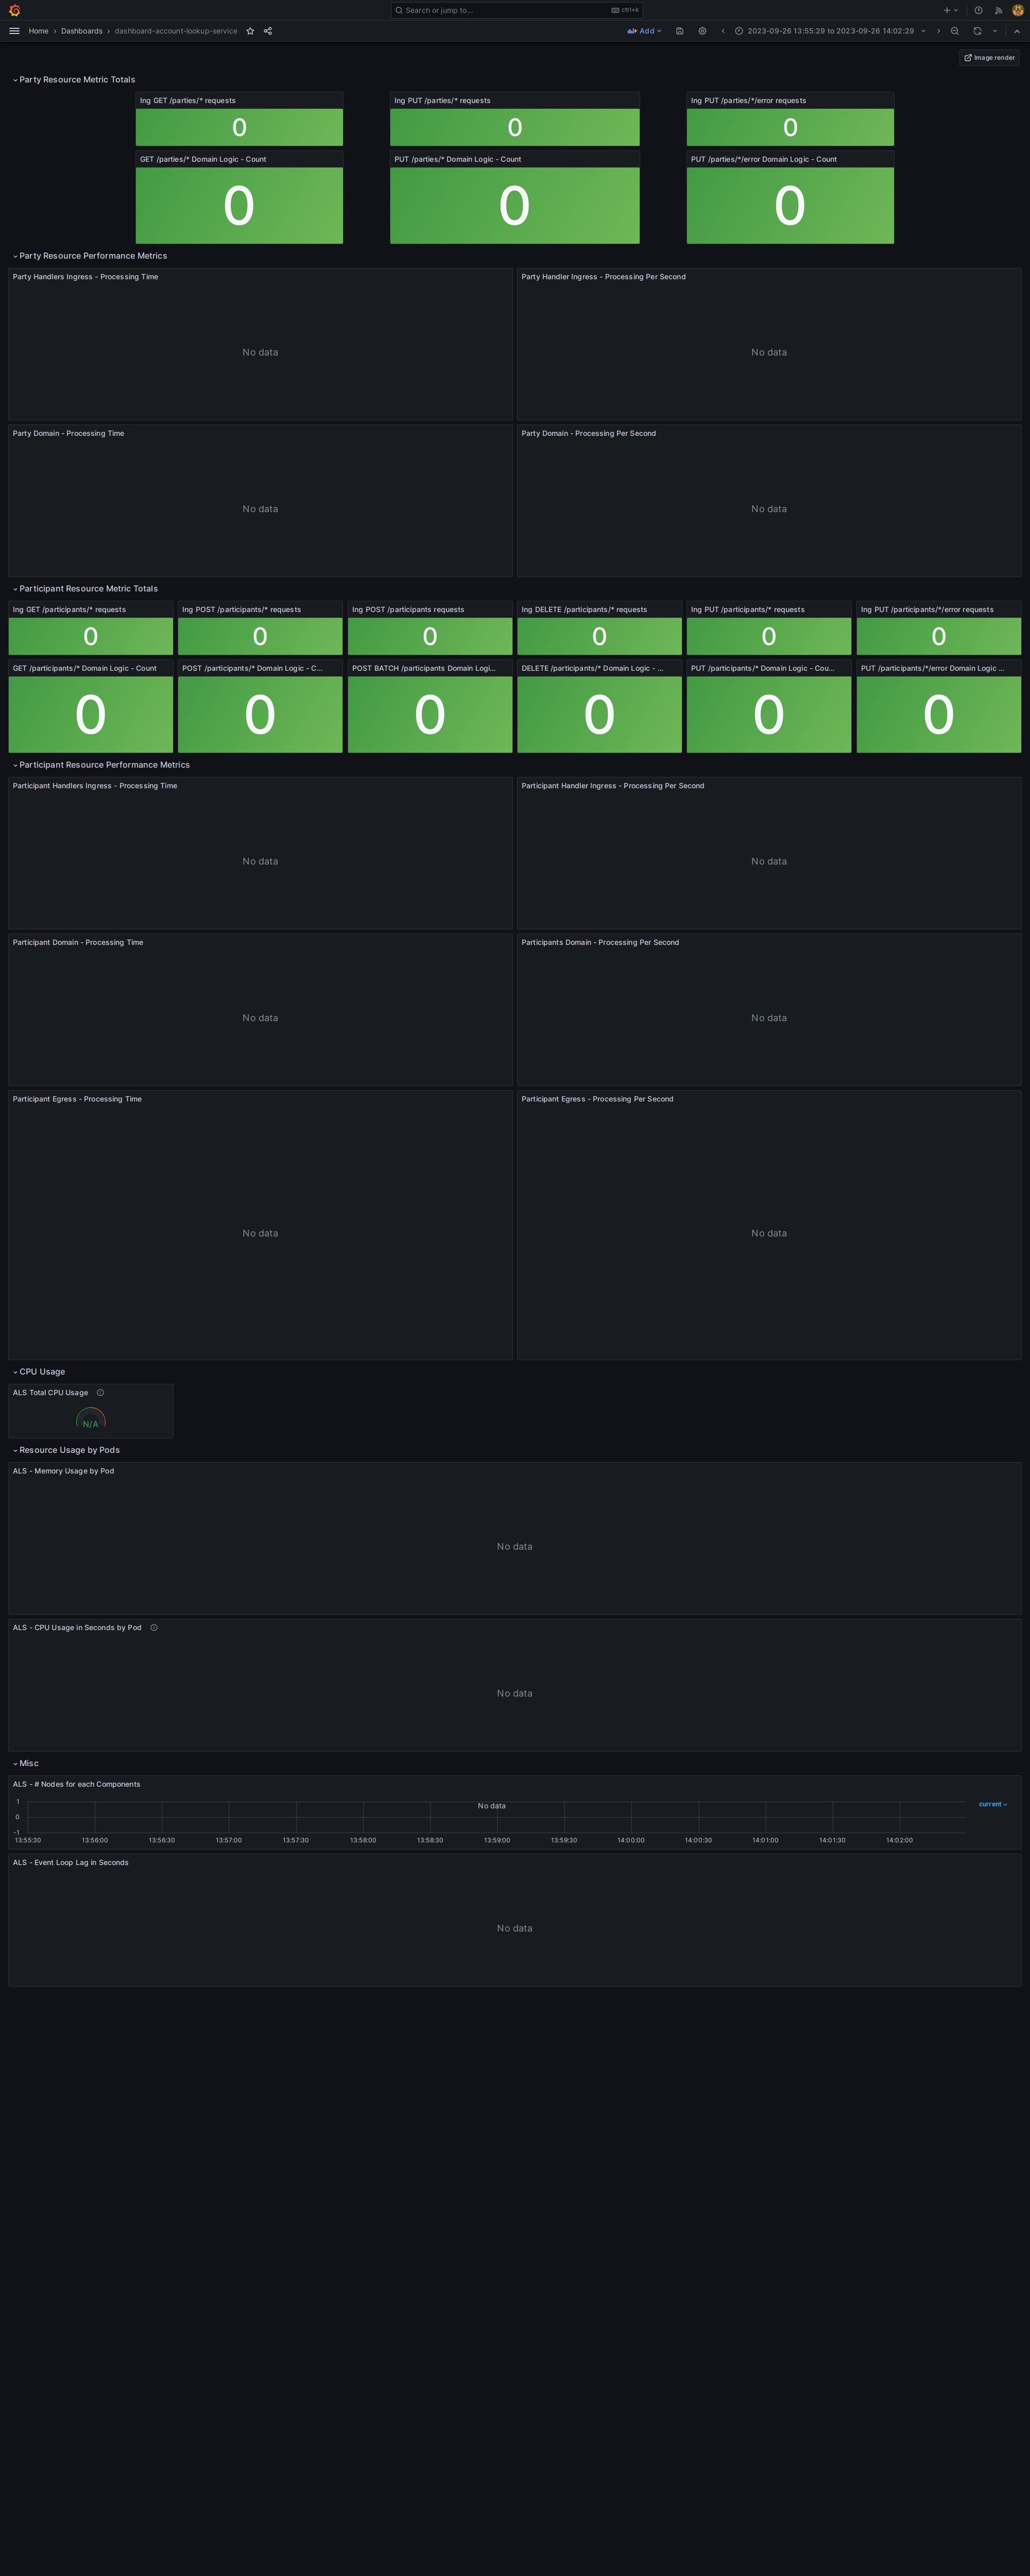 Search or jump to...
ctrl+k
Home
Dashboards
dashboard-account-lookup-service
Add
2023-09-26 13:55:29 to 2023-09-26 14:02:29
Image render
Party Resource Metric Totals
Ing GET /parties/* requests
Ing PUT /parties/* requests
Ing PUT /parties/*/error requests
0
0
0
GET /parties/* Domain Logic - Count
PUT /parties/* Domain Logic - Count
PUT /parties/*/error Domain Logic - Count
0
0
0
Party Resource Performance Metrics
Party Handlers Ingress - Processing Time
Party Handler Ingress - Processing Per Second
No data
No data
Party Domain - Processing Time
Party Domain - Processing Per Second
No data
No data
Participant Resource Metric Totals
Ing GET /participants/* requests
Ing POST /participants/* requests
Ing POST /participants requests
Ing DELETE /participants/* requests
Ing PUT /participants/* requests
Ing PUT /participants/*/error requests
0
0
0
0
0
0
GET /participants/* Domain Logic - Count
POST /participants/* Domain Logic - C...
POST BATCH /participants Domain Logi...
DELETE /participants/* Domain Logic - ...
PUT /participants/* Domain Logic - Cou...
PUT /participants/*/error Domain Logic ...
0
0
0
0
0
0
Participant Resource Performance Metrics
Participant Handlers Ingress - Processing Time
Participant Handler Ingress - Processing Per Second
No data
No data
Participant Domain - Processing Time
Participants Domain - Processing Per Second
No data
No data
Participant Egress - Processing Time
Participant Egress - Processing Per Second
No data
No data
CPU Usage
ALS Total CPU Usage
N/A
Resource Usage by Pods
ALS - Memory Usage by Pod
No data
ALS - CPU Usage in Seconds by Pod
No data
Misc
ALS - # Nodes for each Components
1
No data
current
0
-1
13:55:30
13:56:00
13:56:30
13:57:00
13:57:30
13:58:00
13:58:30
13:59:00
13:59:30
14:00:00
14:00:30
14:01:00
14:01:30
14:02:00
ALS - Event Loop Lag in Seconds
No data